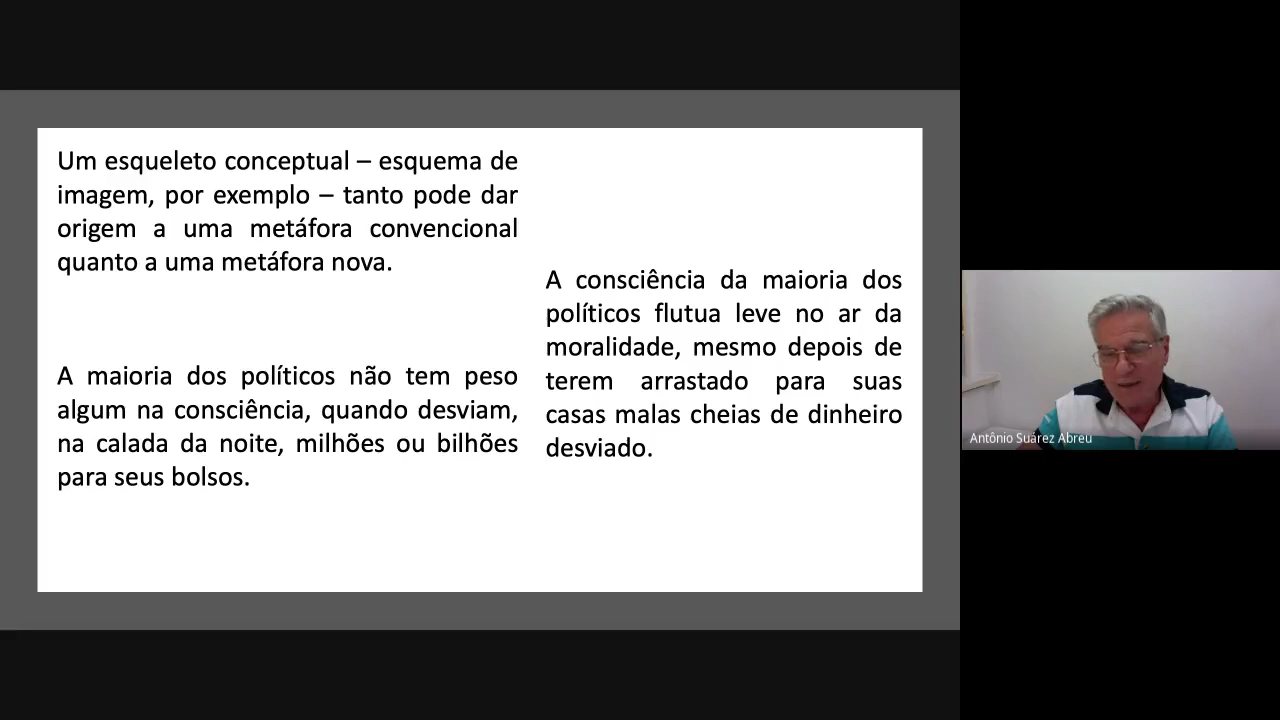 Um esqueleto conceptual – esquema de
imagem, por exemplo – tanto pode dar
origem a uma metáfora convencional
quanto a uma metáfora nova.
A maioria dos políticos não tem peso
algum na consciência, quando desviam,
na calada da noite, milhões ou bilhões
para seus bolsos.
A consciência da maioria dos
políticos flutua leve no ar da
moralidade, mesmo depois de
terem arrastado para suas
casas malas cheias de dinheiro
desviado.
Antônio Suárez Abreu